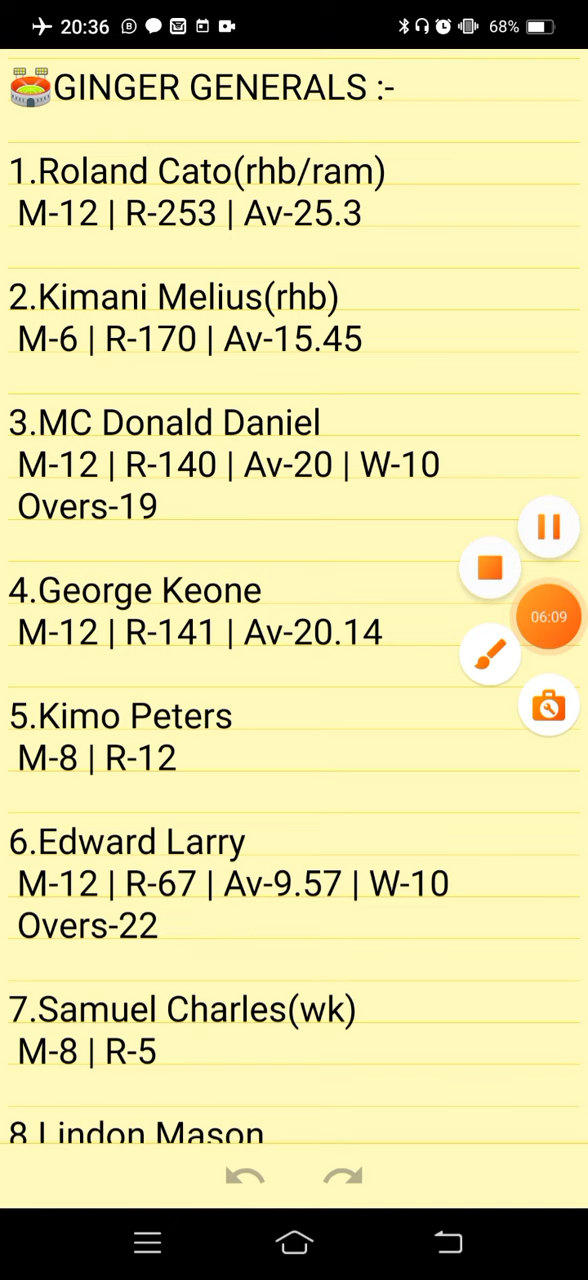 20:36
68%
GINGER GENERALS :-
1.Roland Cato(rhb/ram)
M-12 | R-253 | Av-25.3
2.Kimani Melius(rhb)
M-6 | R-170 | Av-15.45
3.MC Donald Daniel
M-12 | R-140 | Av-20 | W-10
Overs-19
4.George Keone
M-12 | R-141 | Av-20.14
06:09
5.Kimo Peters
M-8 | R-12
6.Edward Larry
M-12 | R-67 | Av-9.57 | W-10
Overs-22
7.Samuel Charles(wk)
M-8 | R-5
8.Lindon Mason